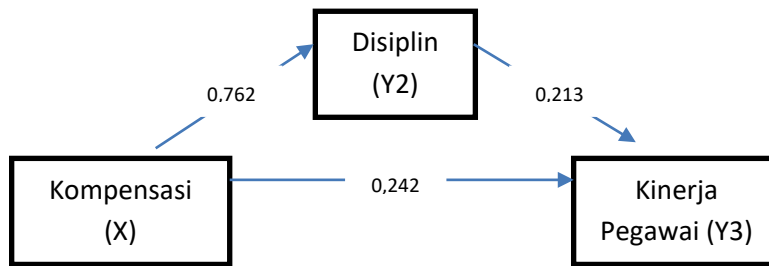 Disiplin
(Y2)
0,762
0,213
Kompensasi
(X)
0,242
Kinerja
Pegawai (Y3)